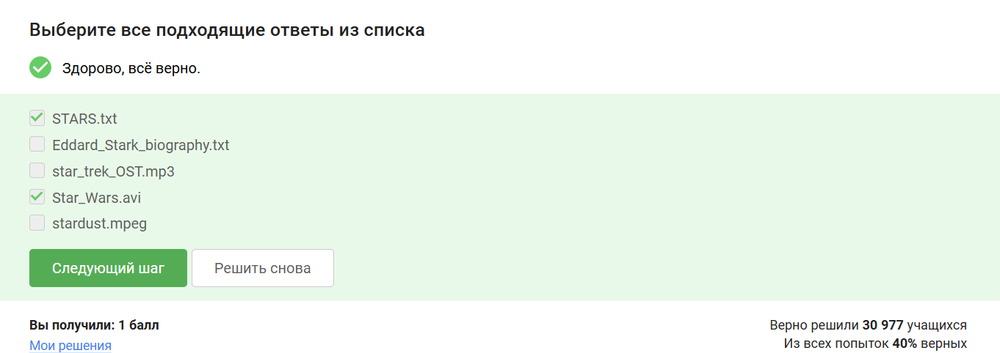 Выберите все подходящие ответы из списка
Здорово, всё верно.
STARS.txt
Eddard_Stark_biography.txt
star_trek_OST.mp3
Star_Wars.avi
stardust.mpeg
Следующий шаг
Решить снова
Вы получили: 1 балл
Мои решения
Верно решили 30 977 учащихся
Из всех попыток 40% верных